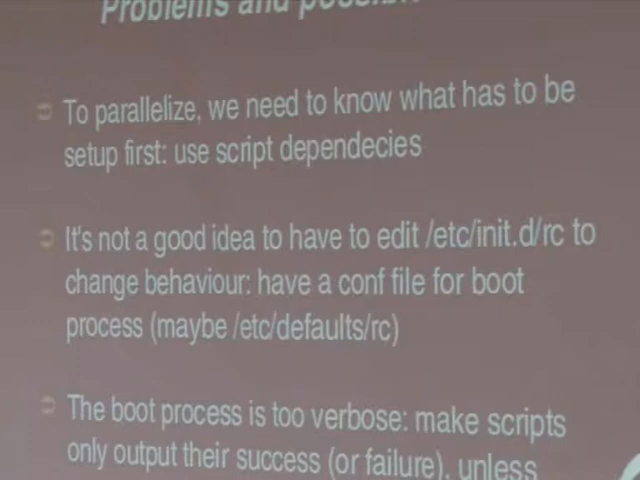 Problems and
To parallelize, we need to know what has to be
setup first: use script dependecies
It's not a good idea to have to edit /etc/init.d/rc to
change behaviour: have a conf file for boot
process (maybe /etc/defaults/rc)
The boot process is too verbose: make scripts
only output their success (or failure), unless